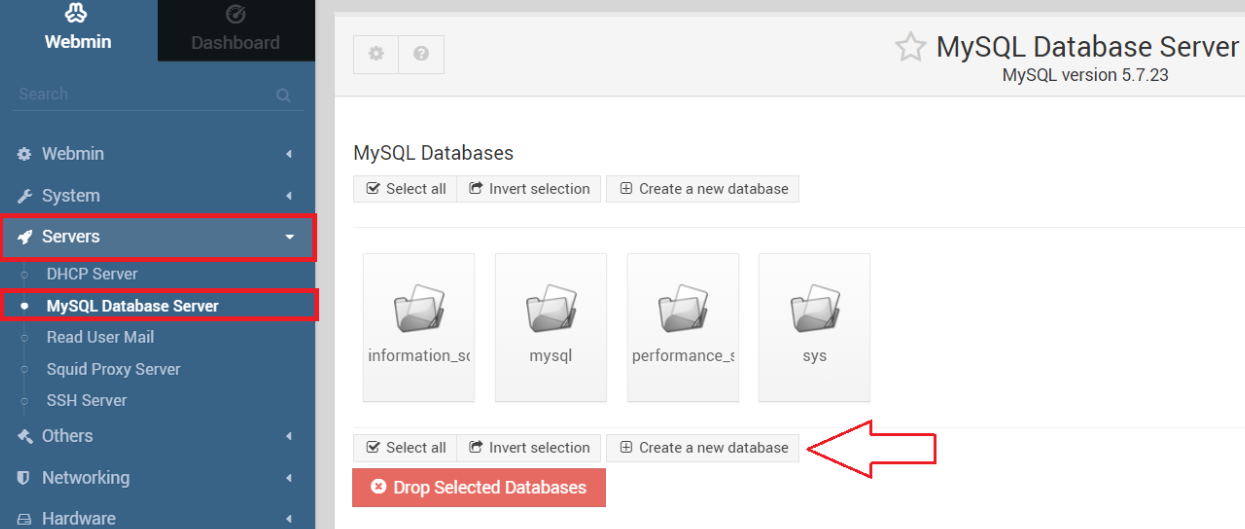 Webmin
Dashboard
Search
Webmin
System
Servers
DHCP Server
MySQL Database Server
Read User Mail
Squid Proxy Server
SSH Server
Others
Networking
Hardware
MySQL Database Server
MySQL version 5.7.23
MySQL Databases
Select all Invert selection Create a new database
information_sc mysql performance_s sys
Select all Invert selection Create a new database
Drop Selected Databases